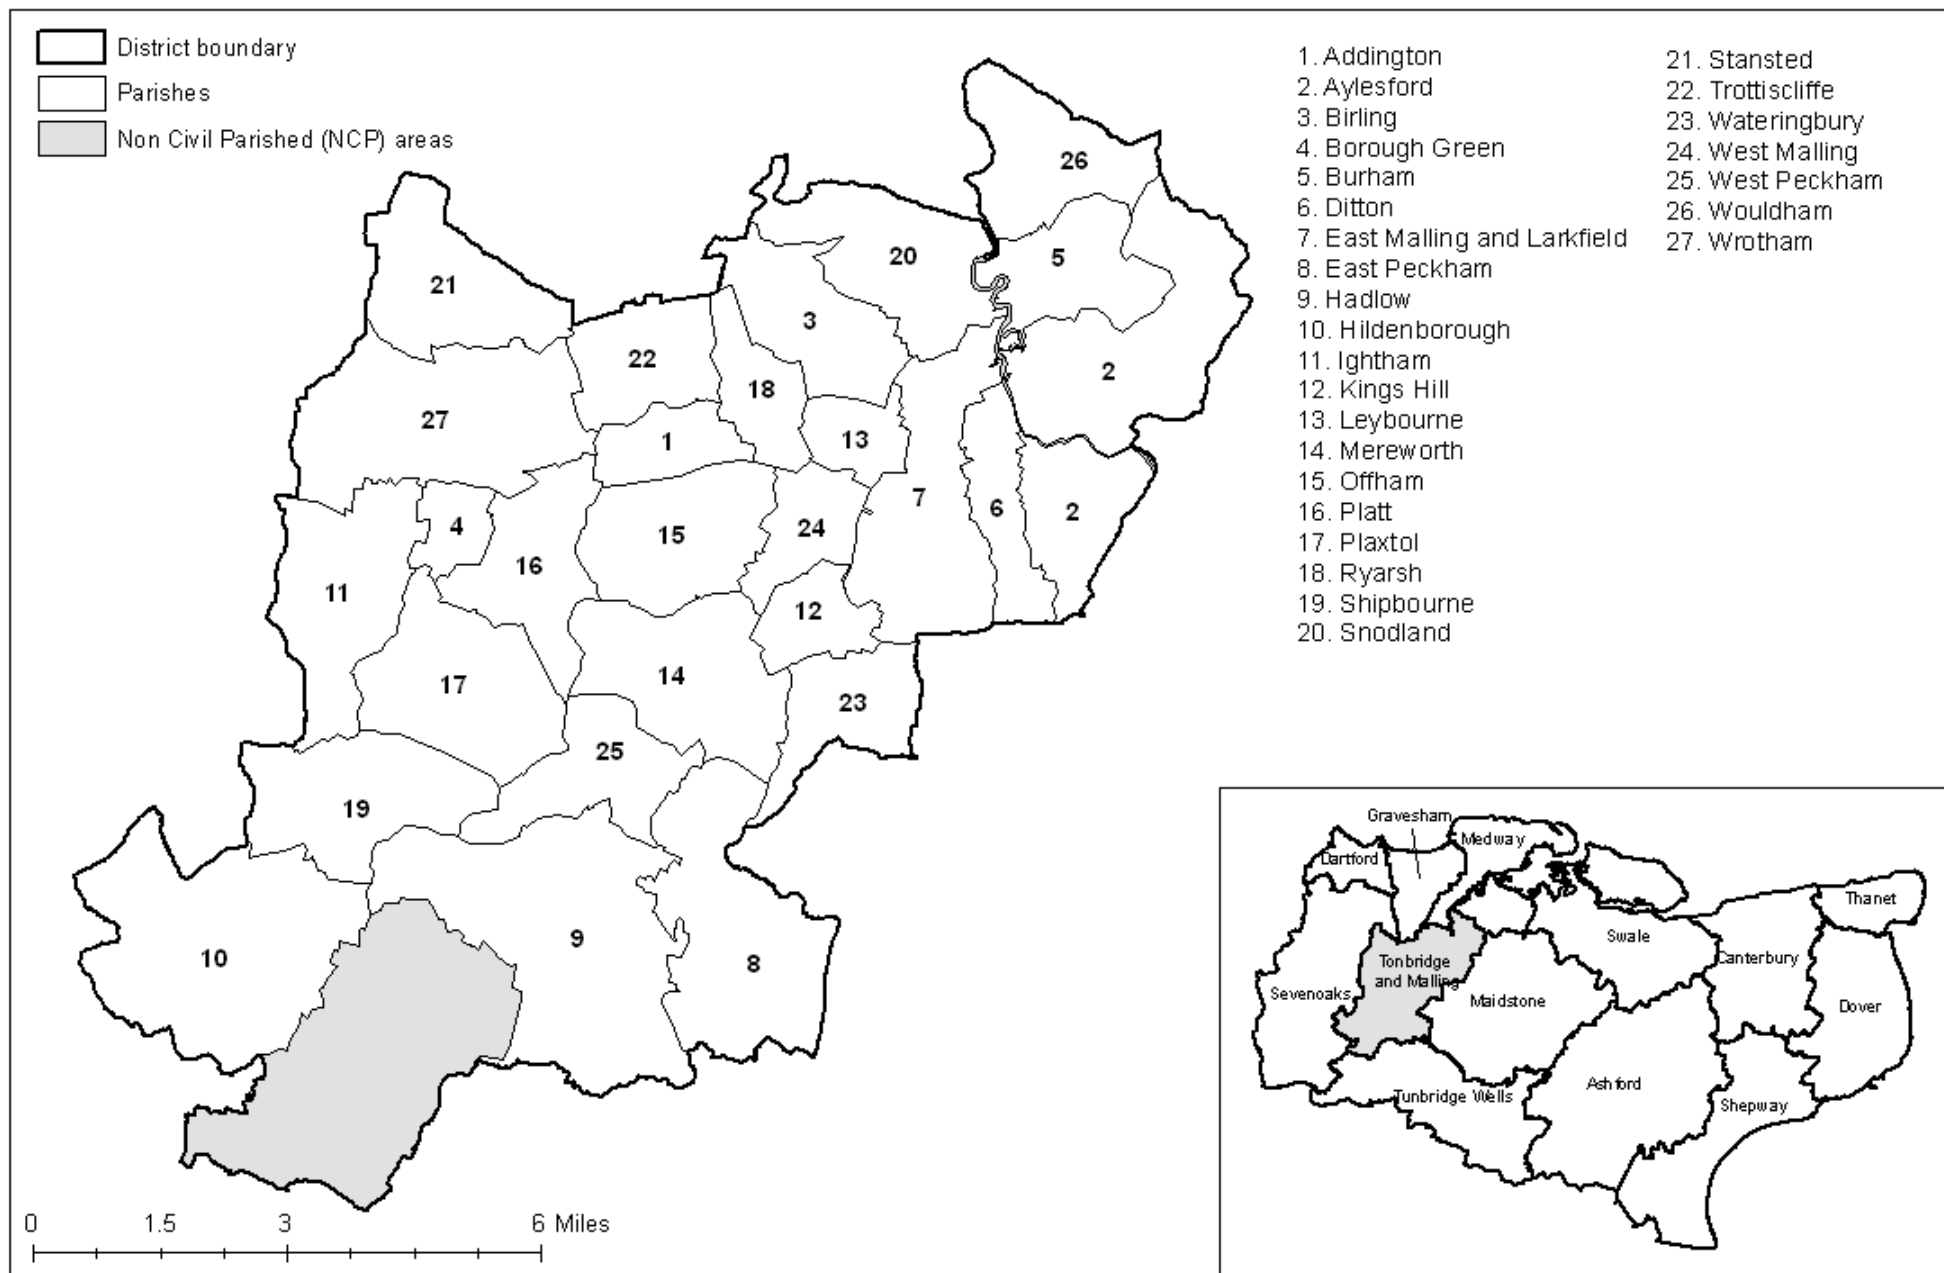 District boundary
Parishes
Non Civil Parished (NCP) areas
1. Addington
2. Aylesford
3. Birling
4. Borough Green
5. Burham
6. Ditton
7. East Malling and Larkfield
8. East Peckham
9. Hadlow
10. Hildenborough
11. Ightham
12. Kings Hill
13. Leybourne
14. Mereworth
15. Offham
16. Platt
17. Plaxtol
18. Ryarsh
19. Shipbourne
20. Snodland
21. Stansted
22. Trottiscliffe
23. Wateringbury
24. West Malling
25. West Peckham
26. Wouldham
27. Wrotham
26
20
5
21
3
22
18
2
27
1
13
7
4
15
24
6
2
16
11
12
17
14
23
25
19
9
10
8
0 1.5 3 6 Miles
Gravesham
Medway
Dartford
Thanet
Swale
Canterbury
Tonbridge
and Malling
Sevenoaks
Maidstone
Dover
Ashford
Tunbridge Wells
Shepway